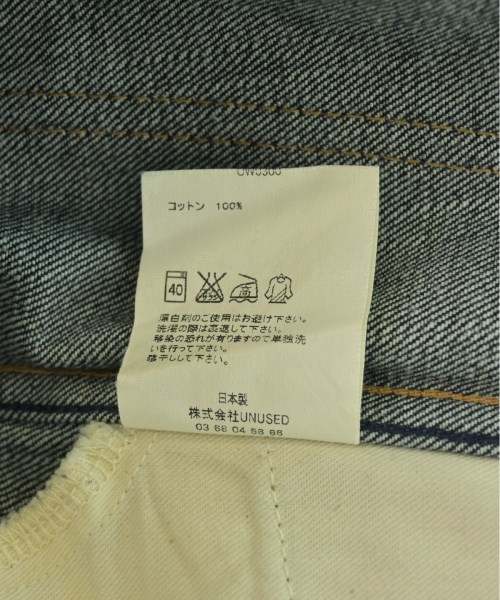 UW0300
コットン 100%
40
漂白剤のご使用はお避け下さい。
洗濯の際は裏返して下さい。
移染の恐れが有りますので単独洗
いを行って下さい。
陰干しして下さい。
日本製
株式会社UNUSED
03 68 04 58 88